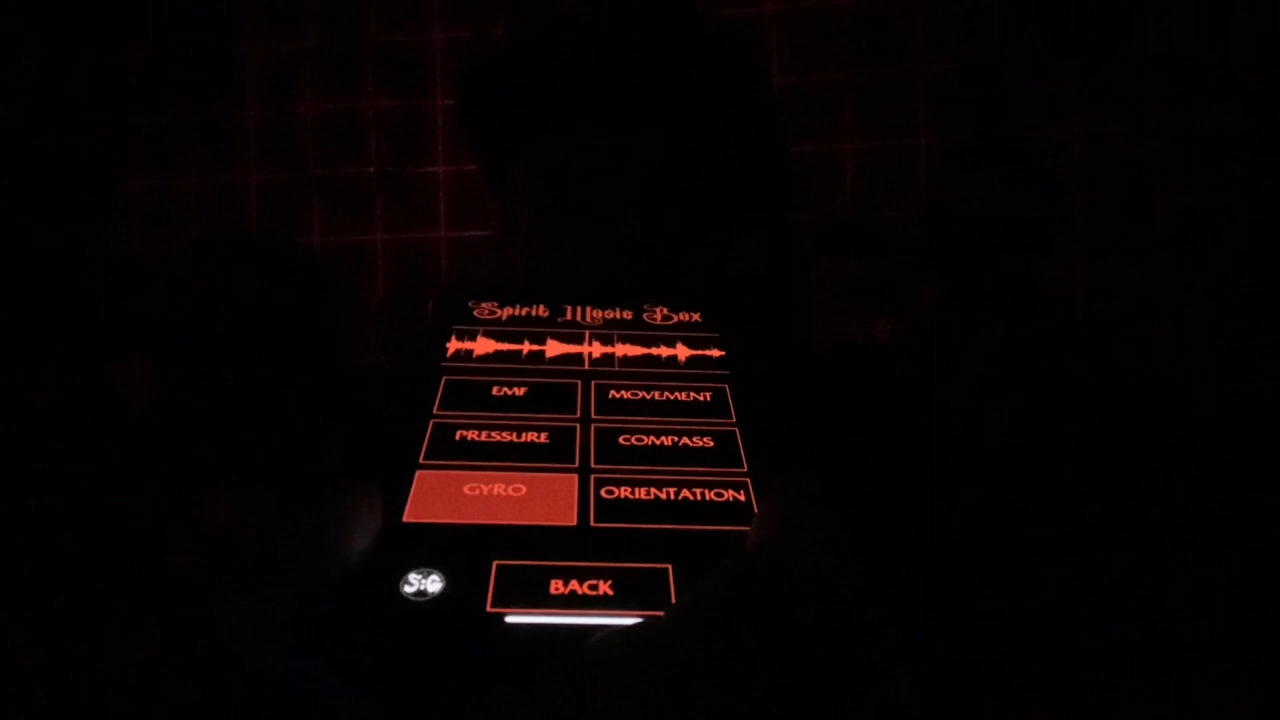 Spirit Music Box
EMF
MOVEMENT
PRESSURE
COMPASS
GYRO
ORIENTATION
S:G
BACK